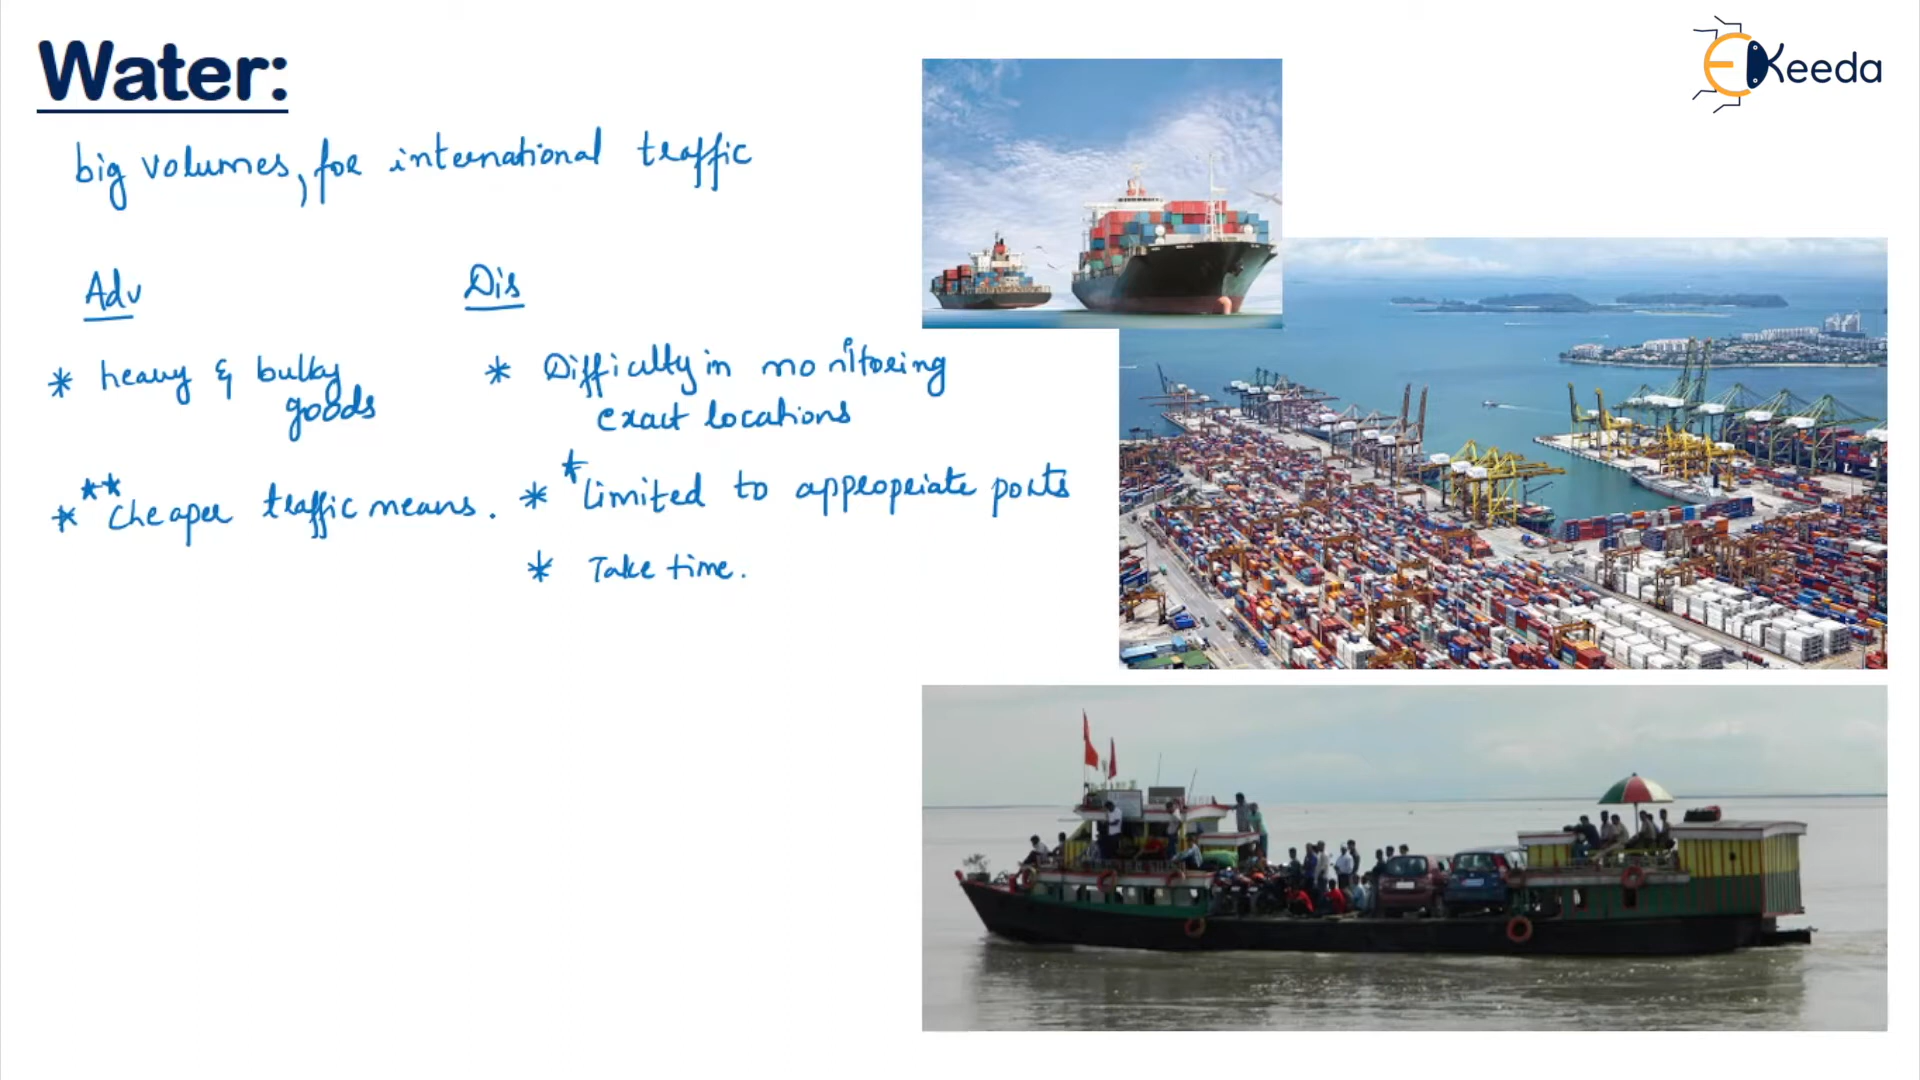 Water:
EKeeda
big volumes, for international traffic
Adv
Dis
* heavy & bulky
goods
* Difficulty in monitoring
exact locations
* ** Cheaper traffic means.
* * Limited to appropriate ports
* Take time.